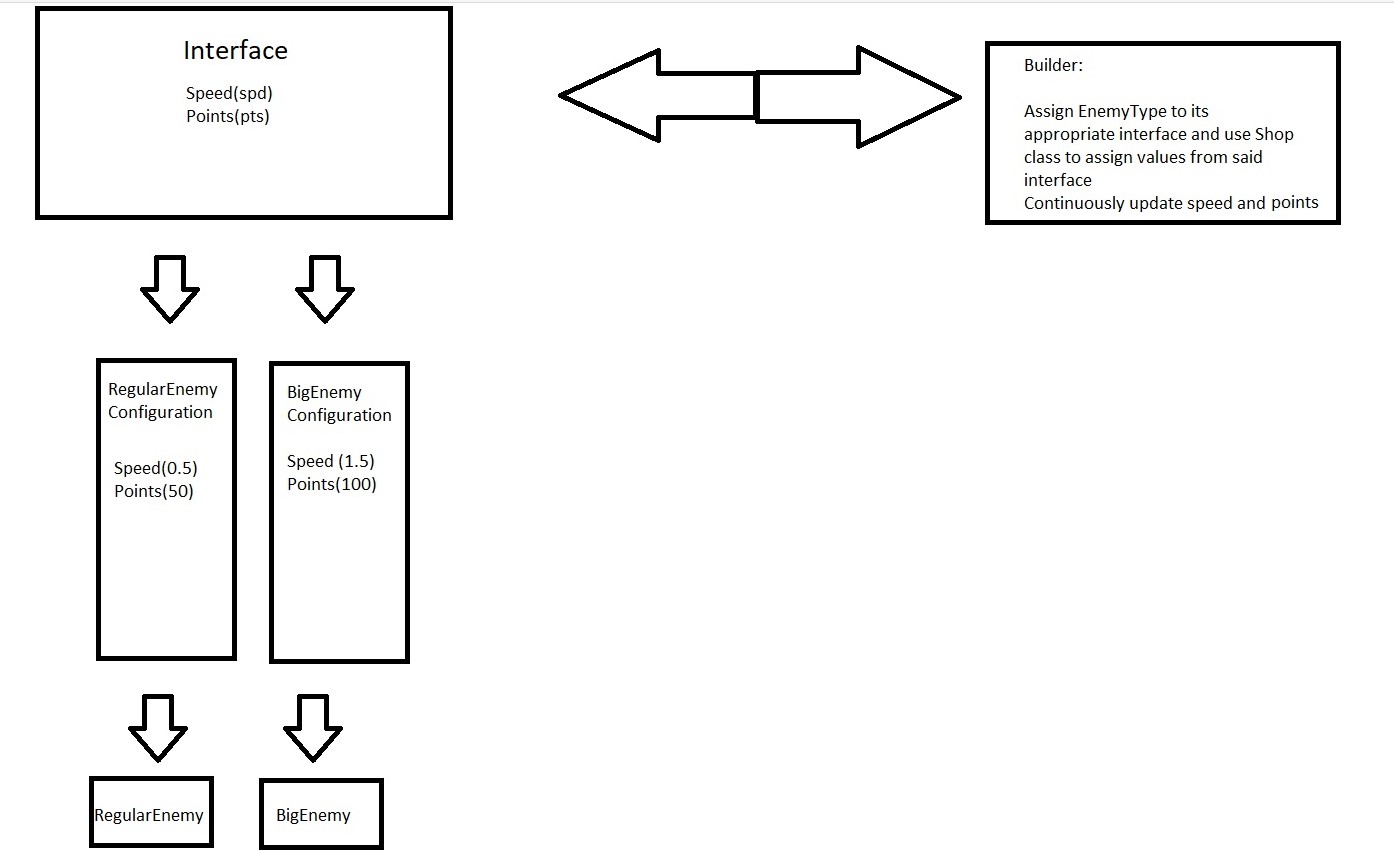 Interface
Speed(spd)
Points(pts)
Builder:
Assign EnemyType to its
appropriate interface and use Shop
class to assign values from said
interface
Continuously update speed and points
RegularEnemy
Configuration
Speed(0.5)
Points(50)
BigEnemy
Configuration
Speed (1.5)
Points(100)
RegularEnemy
BigEnemy